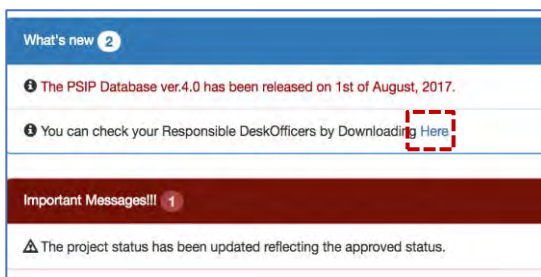 What's new 2
The PSIP Database ver.4.0 has been released on 1st of August, 2017.
You can check your Responsible DeskOfficers by Downloading Here
Important Messages!!! 1
The project status has been updated reflecting the approved status.